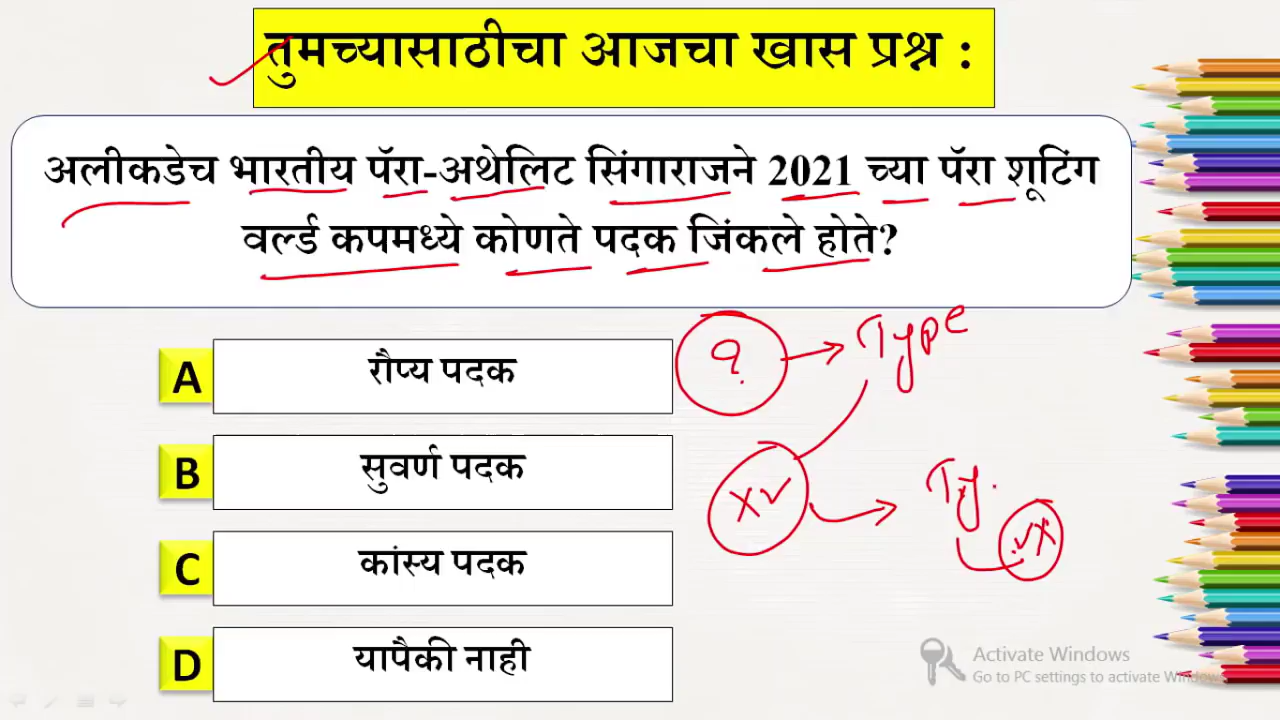 तुमच्यासाठीचा आजचा खास प्रश्न :
अलीकडेच भारतीय पॅरा-अथेलिट सिंगाराजने 2021 च्या पॅरा शूटिंग
वर्ल्ड कपमध्ये कोणते पदक जिंकले होते?
A रौप्य पदक
? → Type
B सुवर्ण पदक
x✓ → Ty.
✓x
C कांस्य पदक
D यापैकी नाही
Activate Windows
Go to PC settings to activate Windows